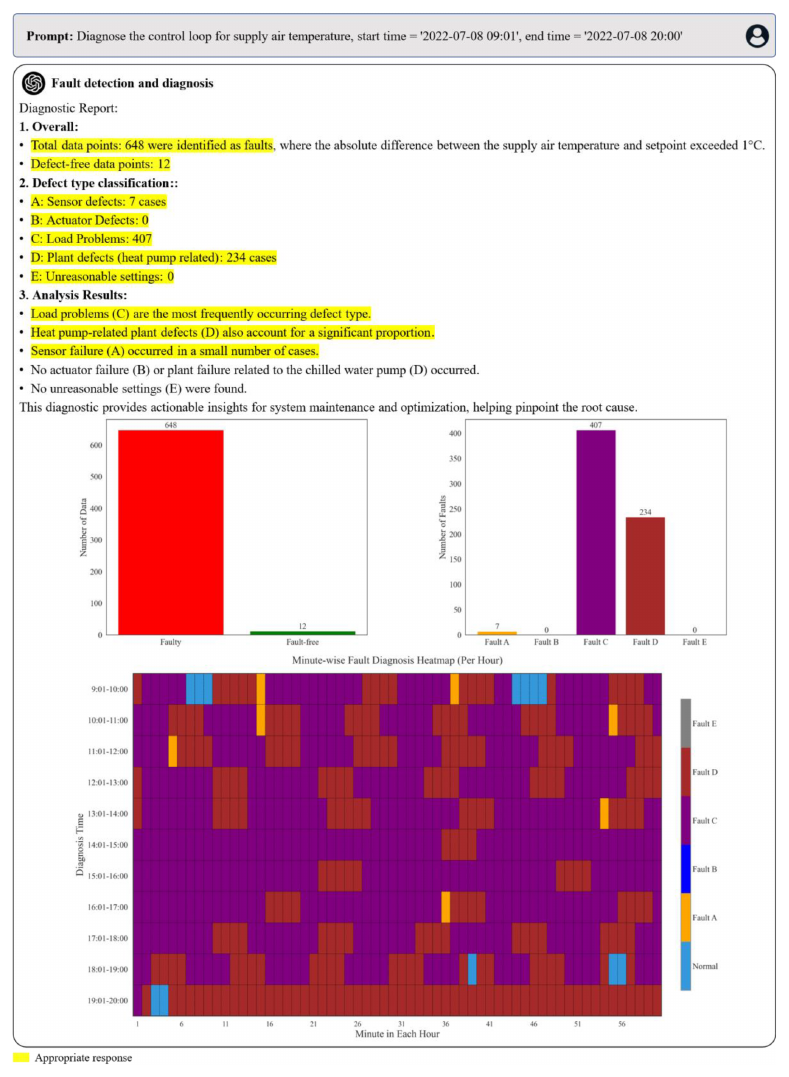 Prompt: Diagnose the control loop for supply air temperature, start time = '2022-07-08 09:01', end time = '2022-07-08 20:00'
Fault detection and diagnosis
Diagnostic Report:
1. Overall:
• Total data points: 648 were identified as faults, where the absolute difference between the supply air temperature and setpoint exceeded 1°C.
• Defect-free data points: 12
2. Defect type classification::
• A: Sensor defects: 7 cases
• B: Actuator Defects: 0
• C: Load Problems: 407
• D: Plant defects (heat pump related): 234 cases
• E: Unreasonable settings: 0
3. Analysis Results:
• Load problems (C) are the most frequently occurring defect type.
• Heat pump-related plant defects (D) also account for a significant proportion.
• Sensor failure (A) occurred in a small number of cases.
• No actuator failure (B) or plant failure related to the chilled water pump (D) occurred.
• No unreasonable settings (E) were found.
This diagnostic provides actionable insights for system maintenance and optimization, helping pinpoint the root cause.
Number of Data
600
500
400
300
200
100
0
648
12
Faulty
Fault-free
Number of Faults
400
350
300
250
200
150
100
50
0
7
0
407
234
0
Fault A
Fault B
Fault C
Fault D
Fault E
Minute-wise Fault Diagnosis Heatmap (Per Hour)
Diagnosis Time
9:01-10:00
10:01-11:00
11:01-12:00
12:01-13:00
13:01-14:00
14:01-15:00
15:01-16:00
16:01-17:00
17:01-18:00
18:01-19:00
19:01-20:00
1
6
11
16
21
26
31
36
41
46
51
56
Minute in Each Hour
Fault E
Fault D
Fault C
Fault B
Fault A
Normal
Appropriate response